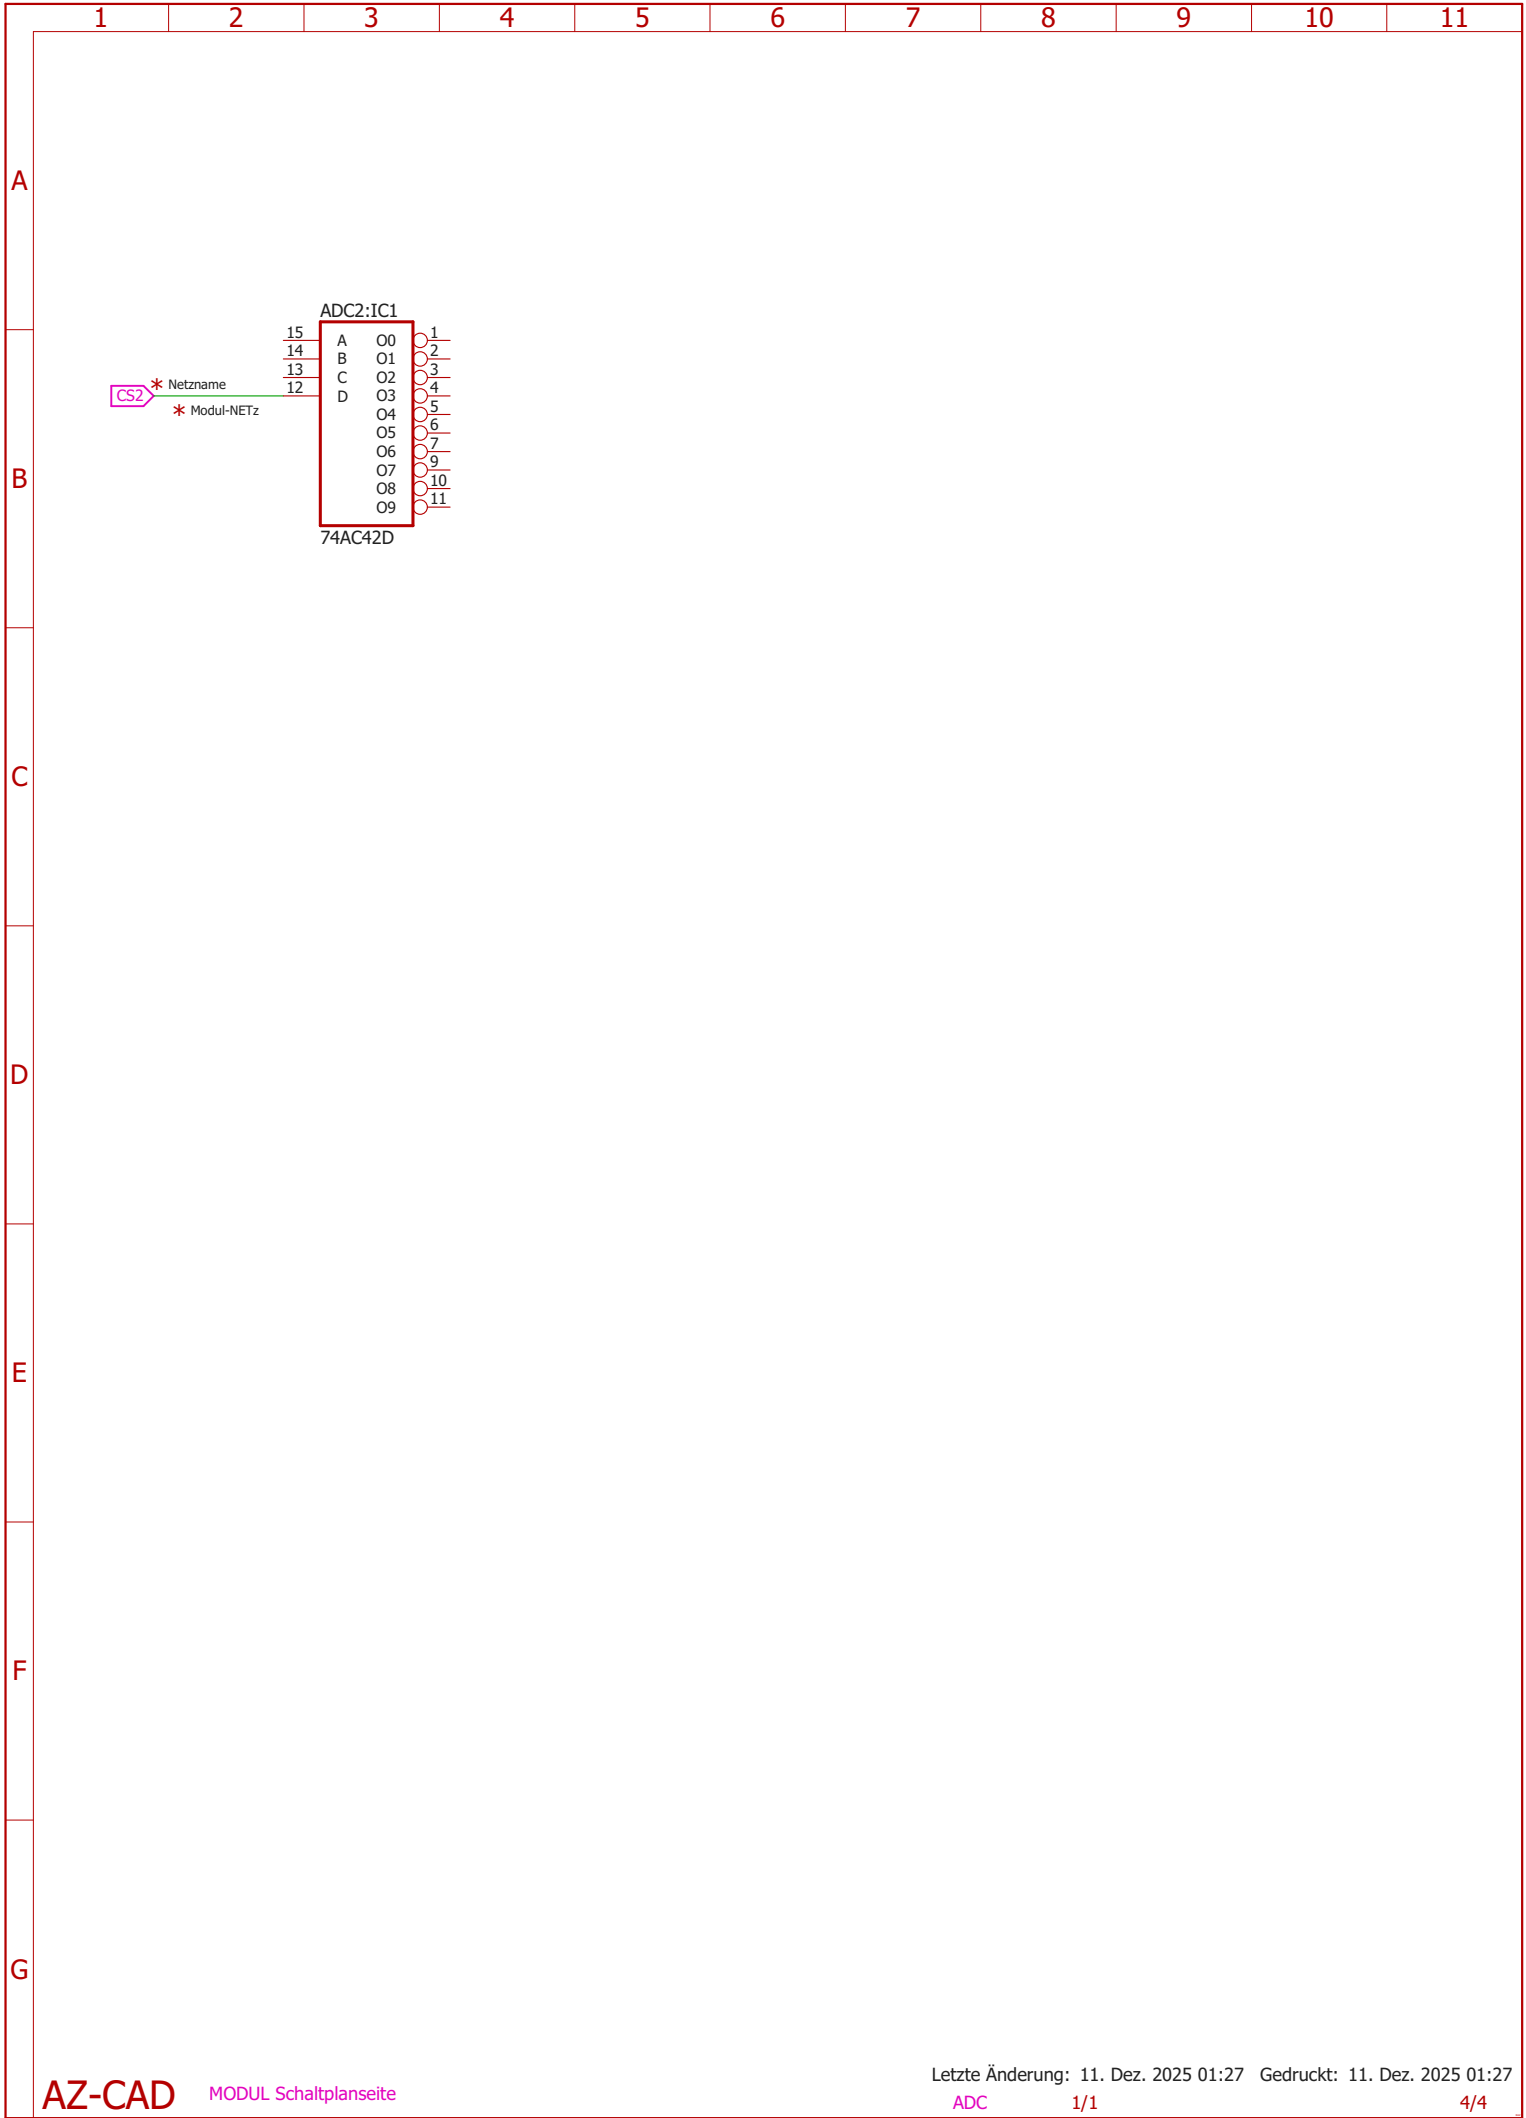 1 2 3 4 5 6 7 8 9 10 11
A
ADC2:IC1
15 A O0 1
14 B O1 2
13 C O2 3
CS2 * Netzname 12 D O3 4
* Modul-NETz O4 5
O5 6
O6 7
B O7 9
O8 10
O9 11
74AC42D
C
D
E
F
G
Letzte Änderung: 11. Dez. 2025 01:27 Gedruckt: 11. Dez. 2025 01:27
AZ-CAD MODUL Schaltplanseite
ADC 1/1 4/4